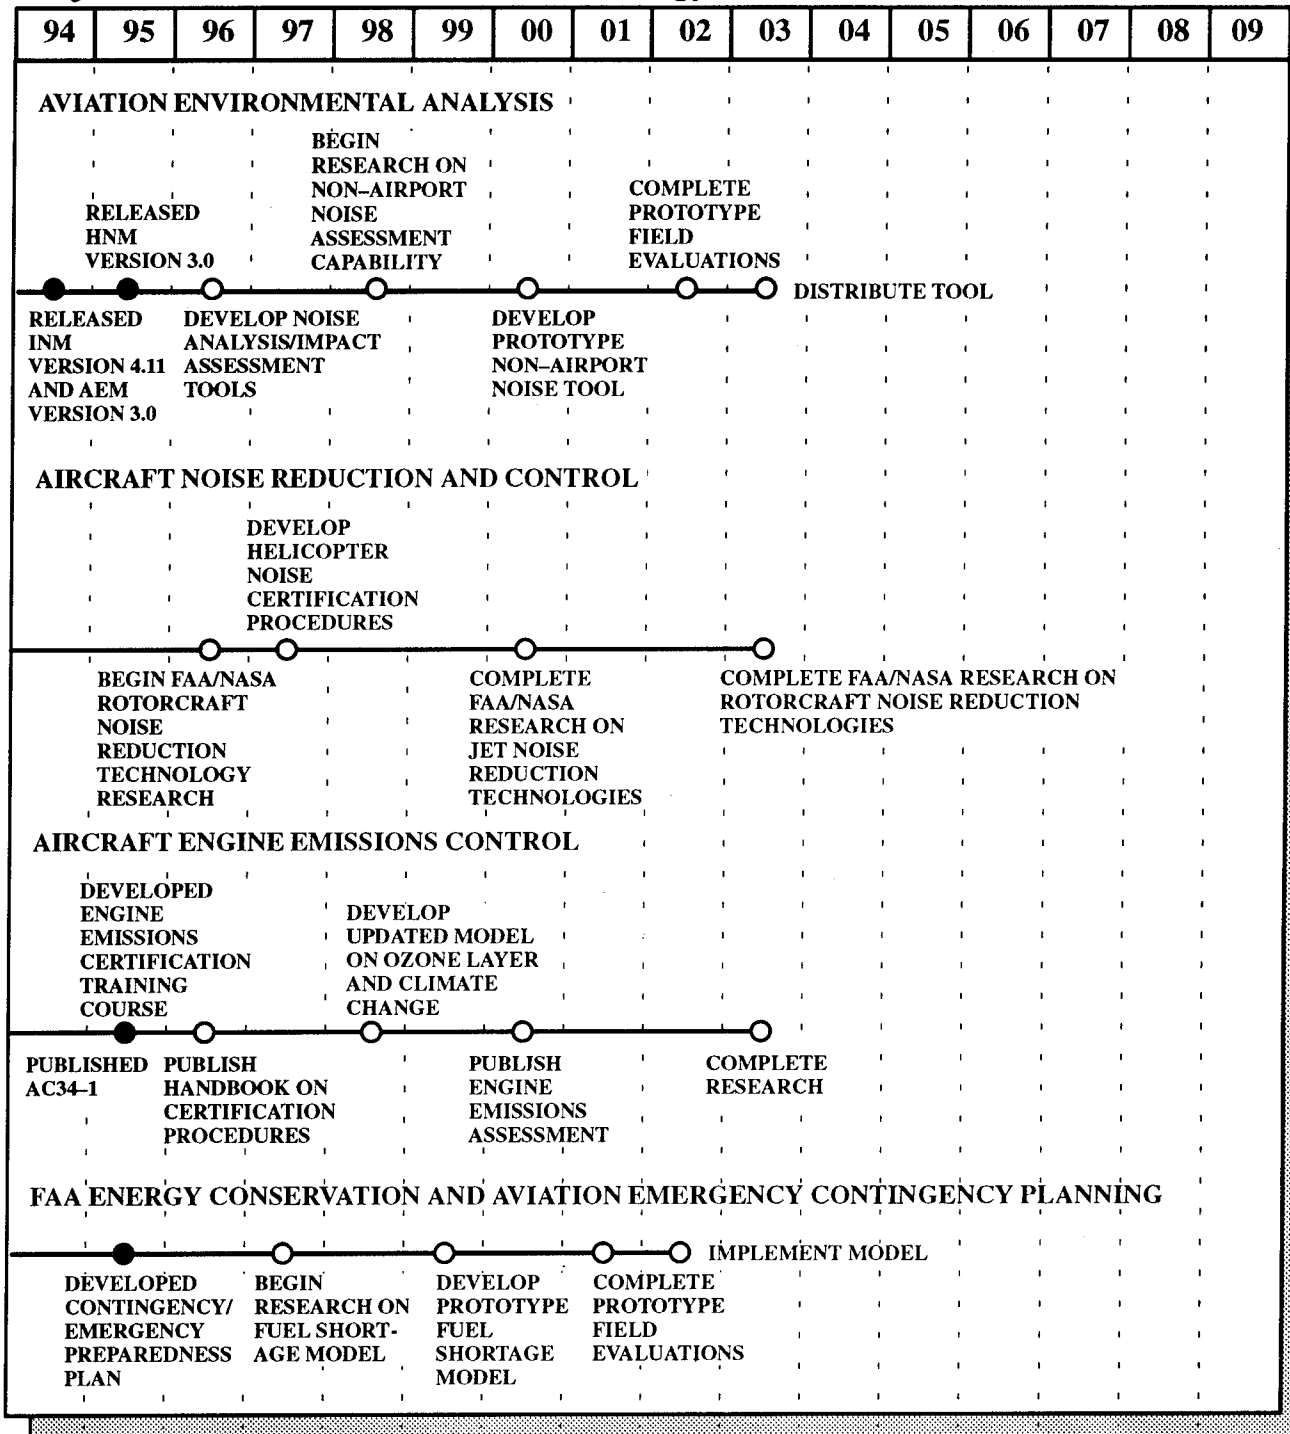 94 95 96 97 98 99 00 01 02 03 04 05 06 07 08 09
AVIATION ENVIRONMENTAL ANALYSIS
BEGIN
RESEARCH ON
NON–AIRPORT
NOISE
ASSESSMENT
CAPABILITY
RELEASED
HNM
VERSION 3.0
COMPLETE
PROTOTYPE
FIELD
EVALUATIONS
DISTRIBUTE TOOL
RELEASED
INM
VERSION 4.11
AND AEM
VERSION 3.0
DEVELOP NOISE
ANALYSIS/IMPACT
ASSESSMENT
TOOLS
DEVELOP
PROTOTYPE
NON–AIRPORT
NOISE TOOL
AIRCRAFT NOISE REDUCTION AND CONTROL
DEVELOP
HELICOPTER
NOISE
CERTIFICATION
PROCEDURES
BEGIN FAA/NASA
ROTORCRAFT
NOISE
REDUCTION
TECHNOLOGY
RESEARCH
COMPLETE
FAA/NASA
RESEARCH ON
JET NOISE
REDUCTION
TECHNOLOGIES
COMPLETE FAA/NASA RESEARCH ON
ROTORCRAFT NOISE REDUCTION
TECHNOLOGIES
AIRCRAFT ENGINE EMISSIONS CONTROL
DEVELOPED
ENGINE
EMISSIONS
CERTIFICATION
TRAINING
COURSE
DEVELOP
UPDATED MODEL
ON OZONE LAYER
AND CLIMATE
CHANGE
PUBLISHED
AC34–1
PUBLISH
HANDBOOK ON
CERTIFICATION
PROCEDURES
PUBLISH
ENGINE
EMISSIONS
ASSESSMENT
COMPLETE
RESEARCH
FAA ENERGY CONSERVATION AND AVIATION EMERGENCY CONTINGENCY PLANNING
IMPLEMENT MODEL
DEVELOPED
CONTINGENCY/
EMERGENCY
PREPAREDNESS
PLAN
BEGIN
RESEARCH ON
FUEL SHORT-
AGE MODEL
DEVELOP
PROTOTYPE
FUEL
SHORTAGE
MODEL
COMPLETE
PROTOTYPE
FIELD
EVALUATIONS